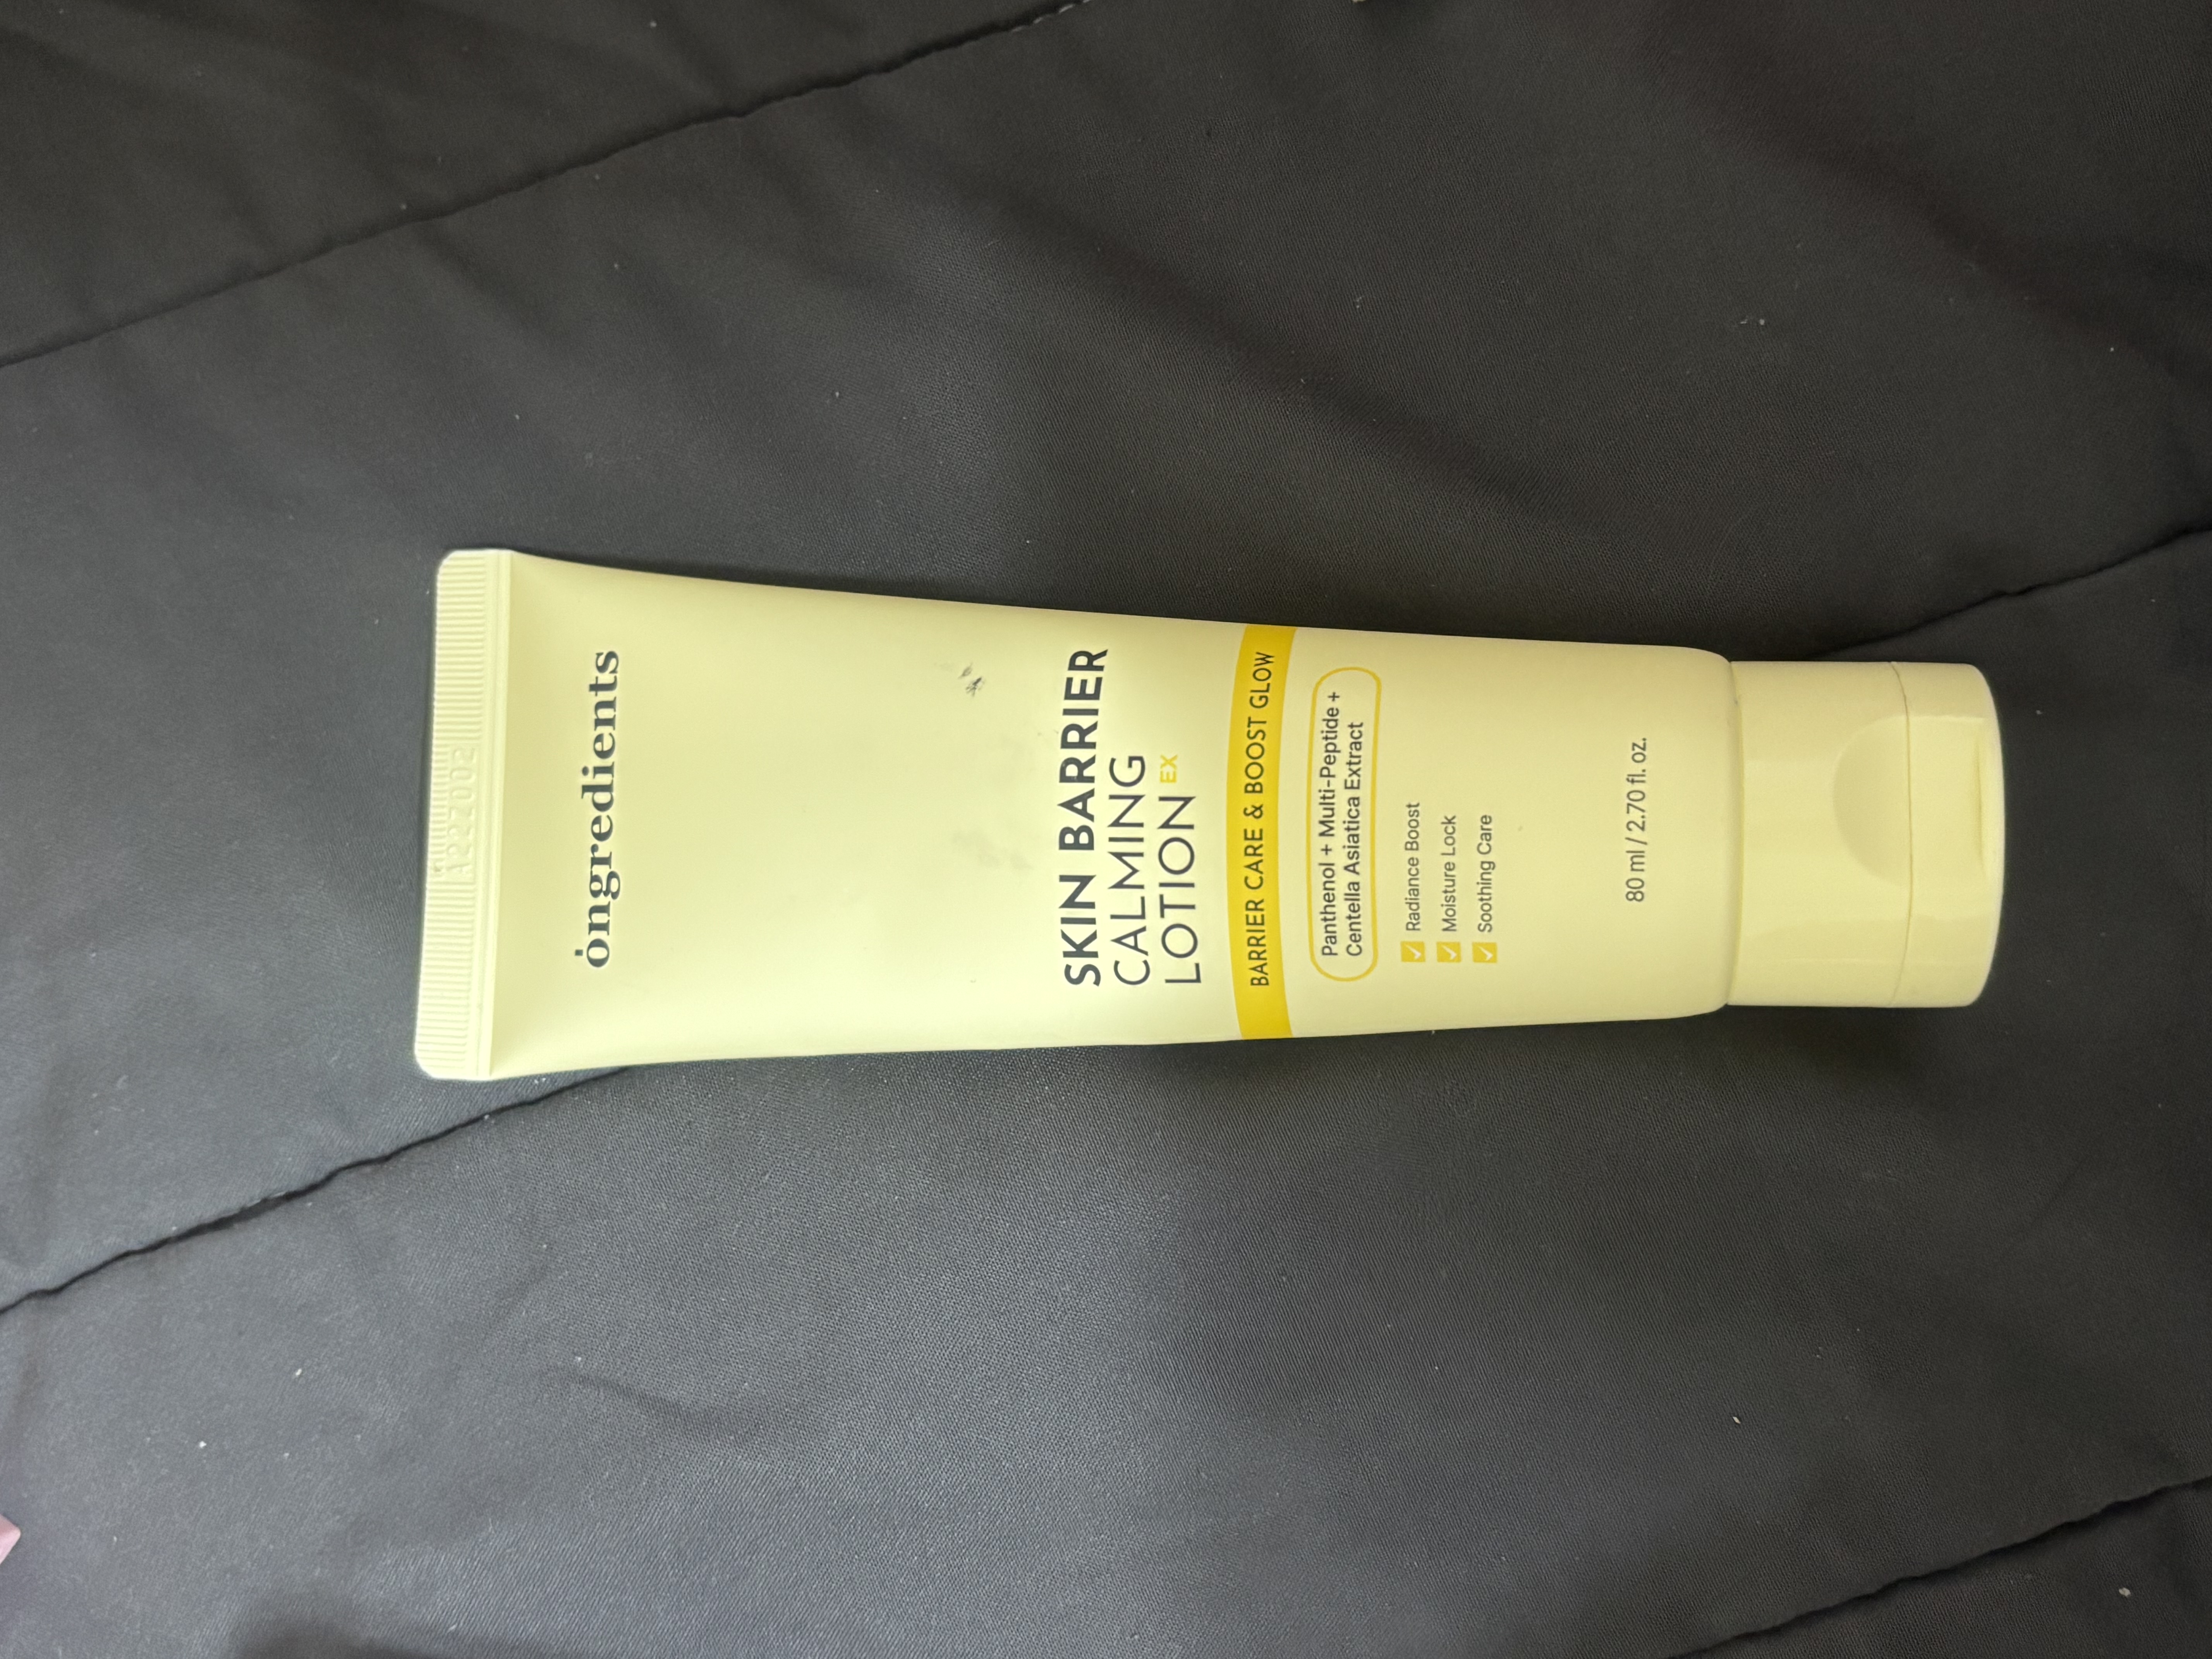 A222002
ongredients
SKIN BARRIER
CALMING
LOTION EX
BARRIER CARE & BOOST GLOW
Panthenol + Multi-Peptide +
Centella Asiatica Extract
Radiance Boost
Moisture Lock
Soothing Care
80 ml / 2.70 fl. oz.